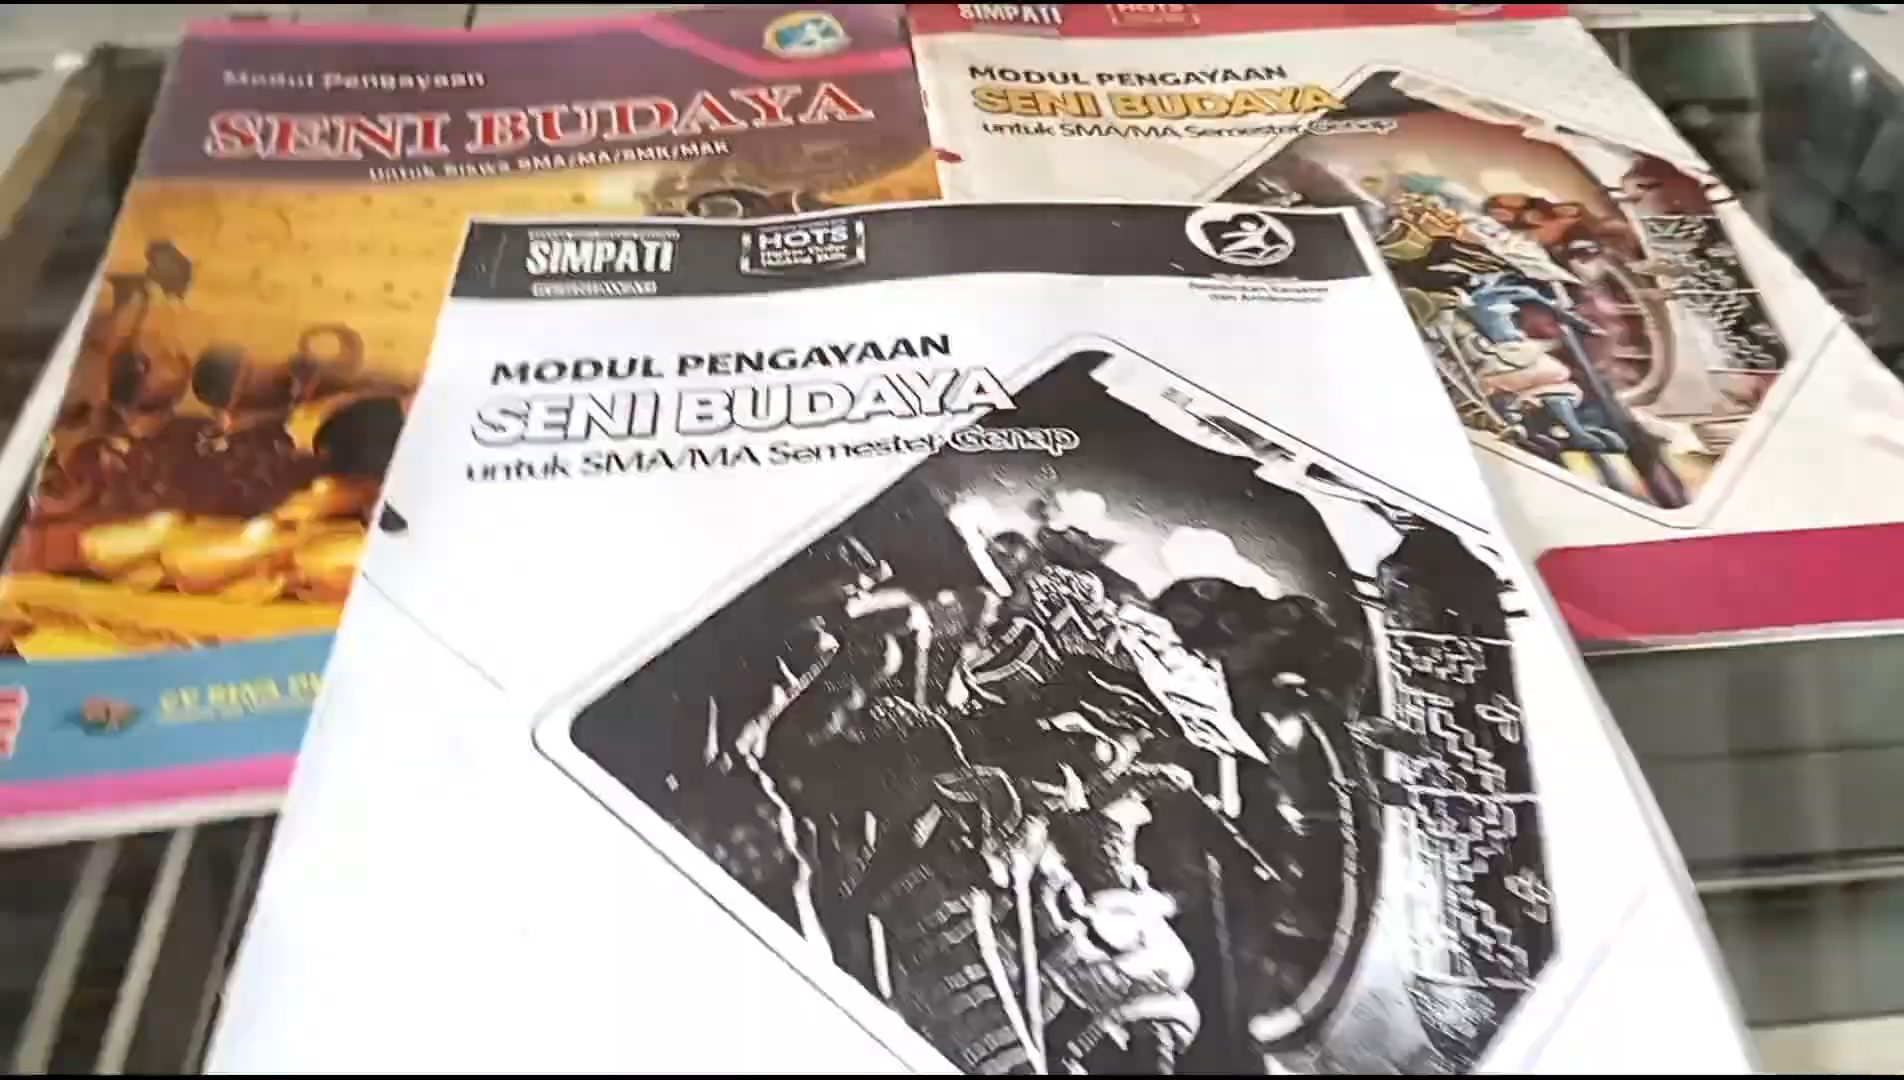 Modul Pengayaan
SENI BUDAYA
Untuk Siswa SMA/MA/SMK/MAK
SIMPATI
HOTS
MODUL PENGAYAAN
SENI BUDAYA
untuk SMA/MA Semester Genap
SIMPATI
HOTS
MODUL PENGAYAAN
SENI BUDAYA
untuk SMA/MA Semester Genap